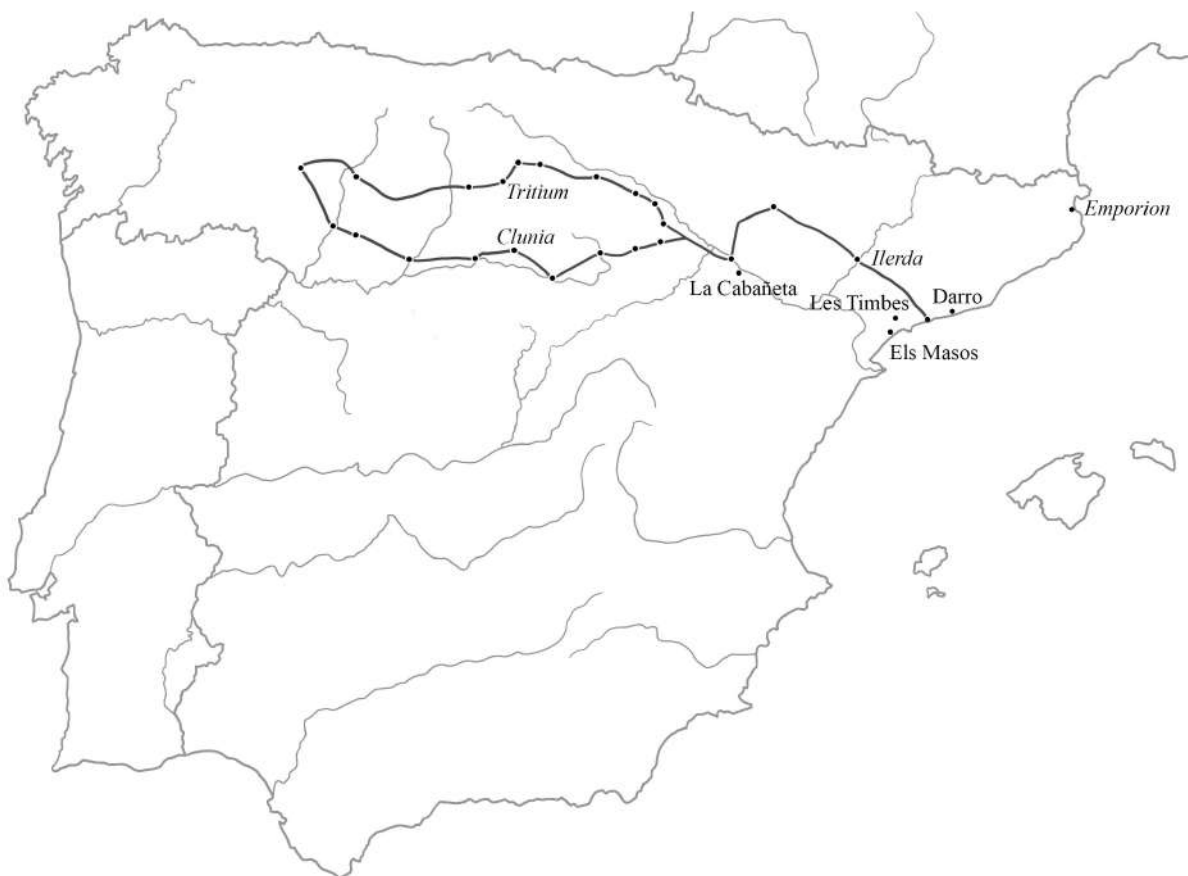 Tritium
Emporion
Clunia
Ilerda
La Cabañeta
Les Timbes
Darro
Els Masos